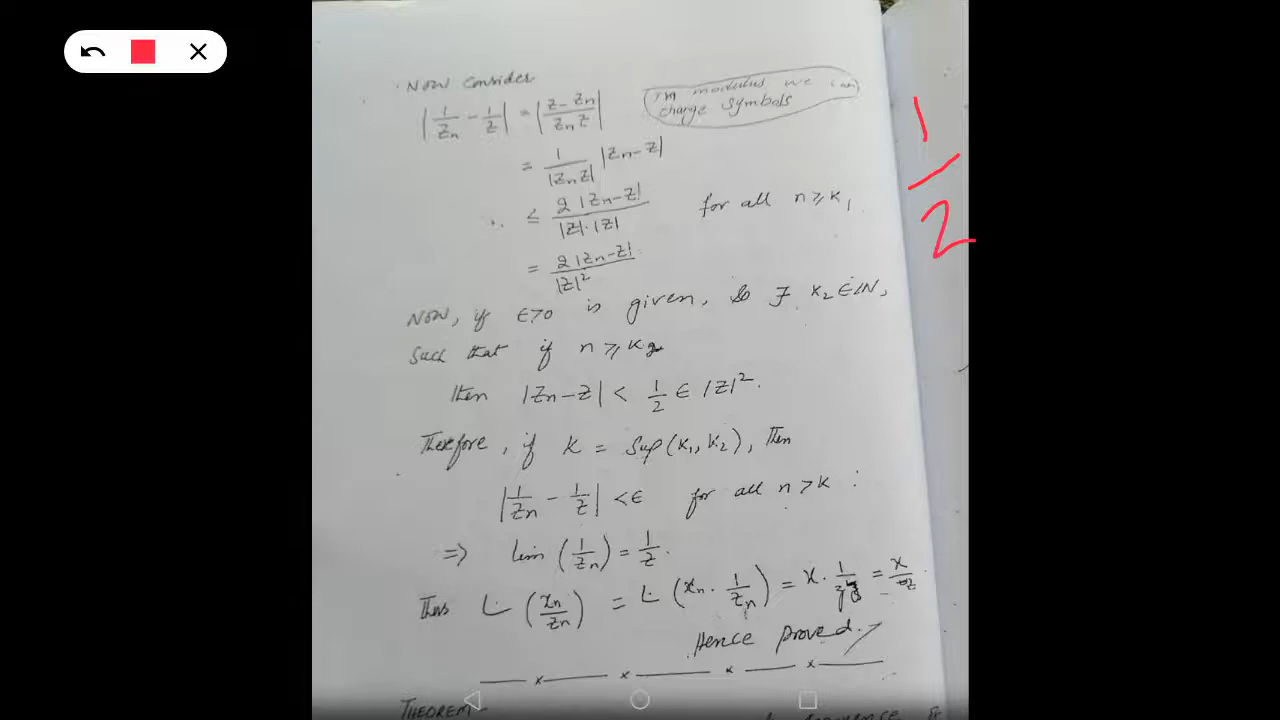 Now consider
|1/Zn - 1/Z| = |Z - Zn / Zn Z|
In modulus we can change symbols
= 1/|Zn Z| |Zn - Z|
≤ 2|Zn - Z| / |Z|·|Z| for all n ≥ K1
= 2|Zn - Z| / |Z|²
Now, if ϵ>0 is given, so ∃ K2 ∈ IN,
Such that if n ≥ K2
then |Zn - Z| < 1/2 ϵ |Z|².
Therefore, if K = Sup(K1, K2), then
|1/Zn - 1/Z| < ϵ for all n > K :
=> Lim (1/Zn) = 1/Z.
Thus L (xn/Zn) = L (xn · 1/Zn) = x · 1/z = x/z
Hence proved.
x x x x
THEOREM
1/2